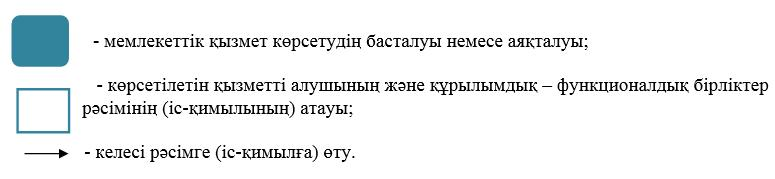 - мемлекеттік қызмет көрсетудің басталуы немесе аяқталуы;
- көрсетілетін қызметті алушының және құрылымдық – функционалдық бірліктер
рәсімінің (іс-қимылының) атауы;
- келесі рәсімге (іс-қимылға) өту.